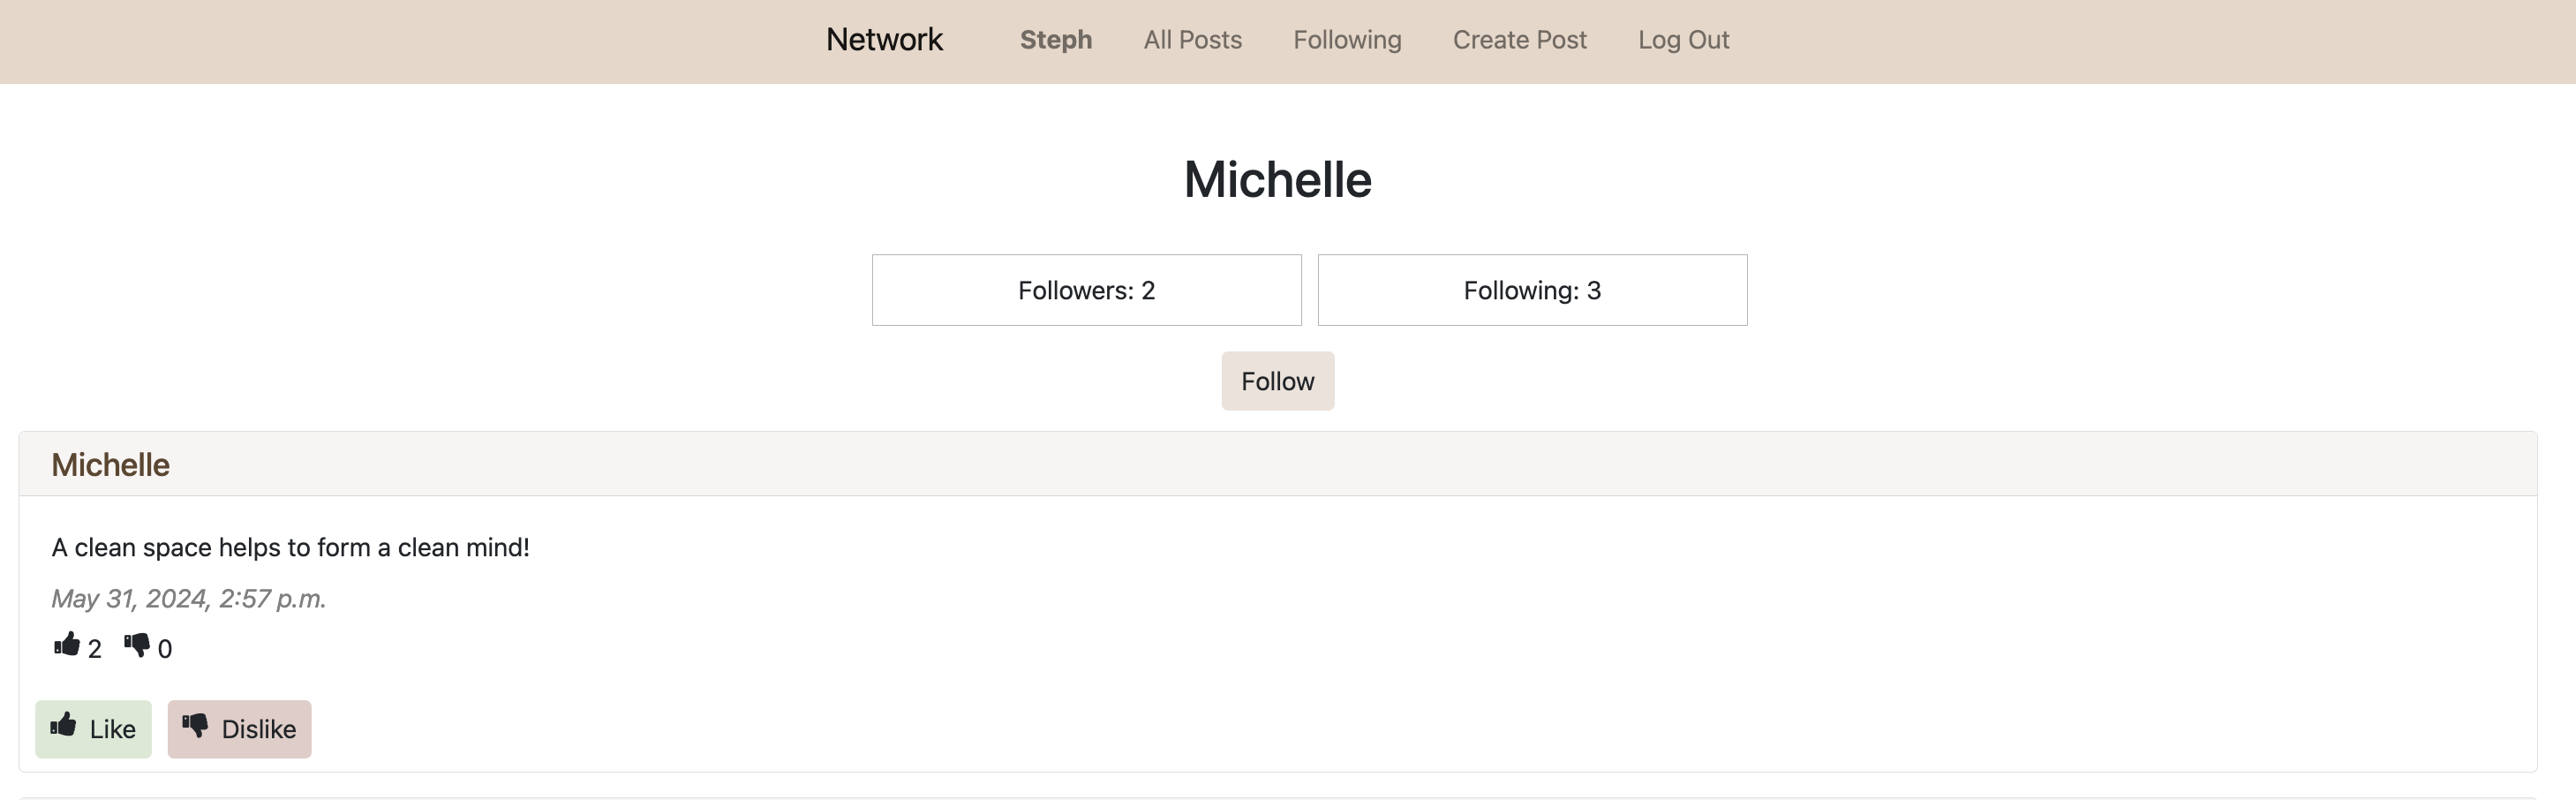 Network Steph All Posts Following Create Post Log Out
Michelle
Followers: 2 Following: 3
Follow
Michelle
A clean space helps to form a clean mind!
May 31, 2024, 2:57 p.m.
2 0
Like Dislike